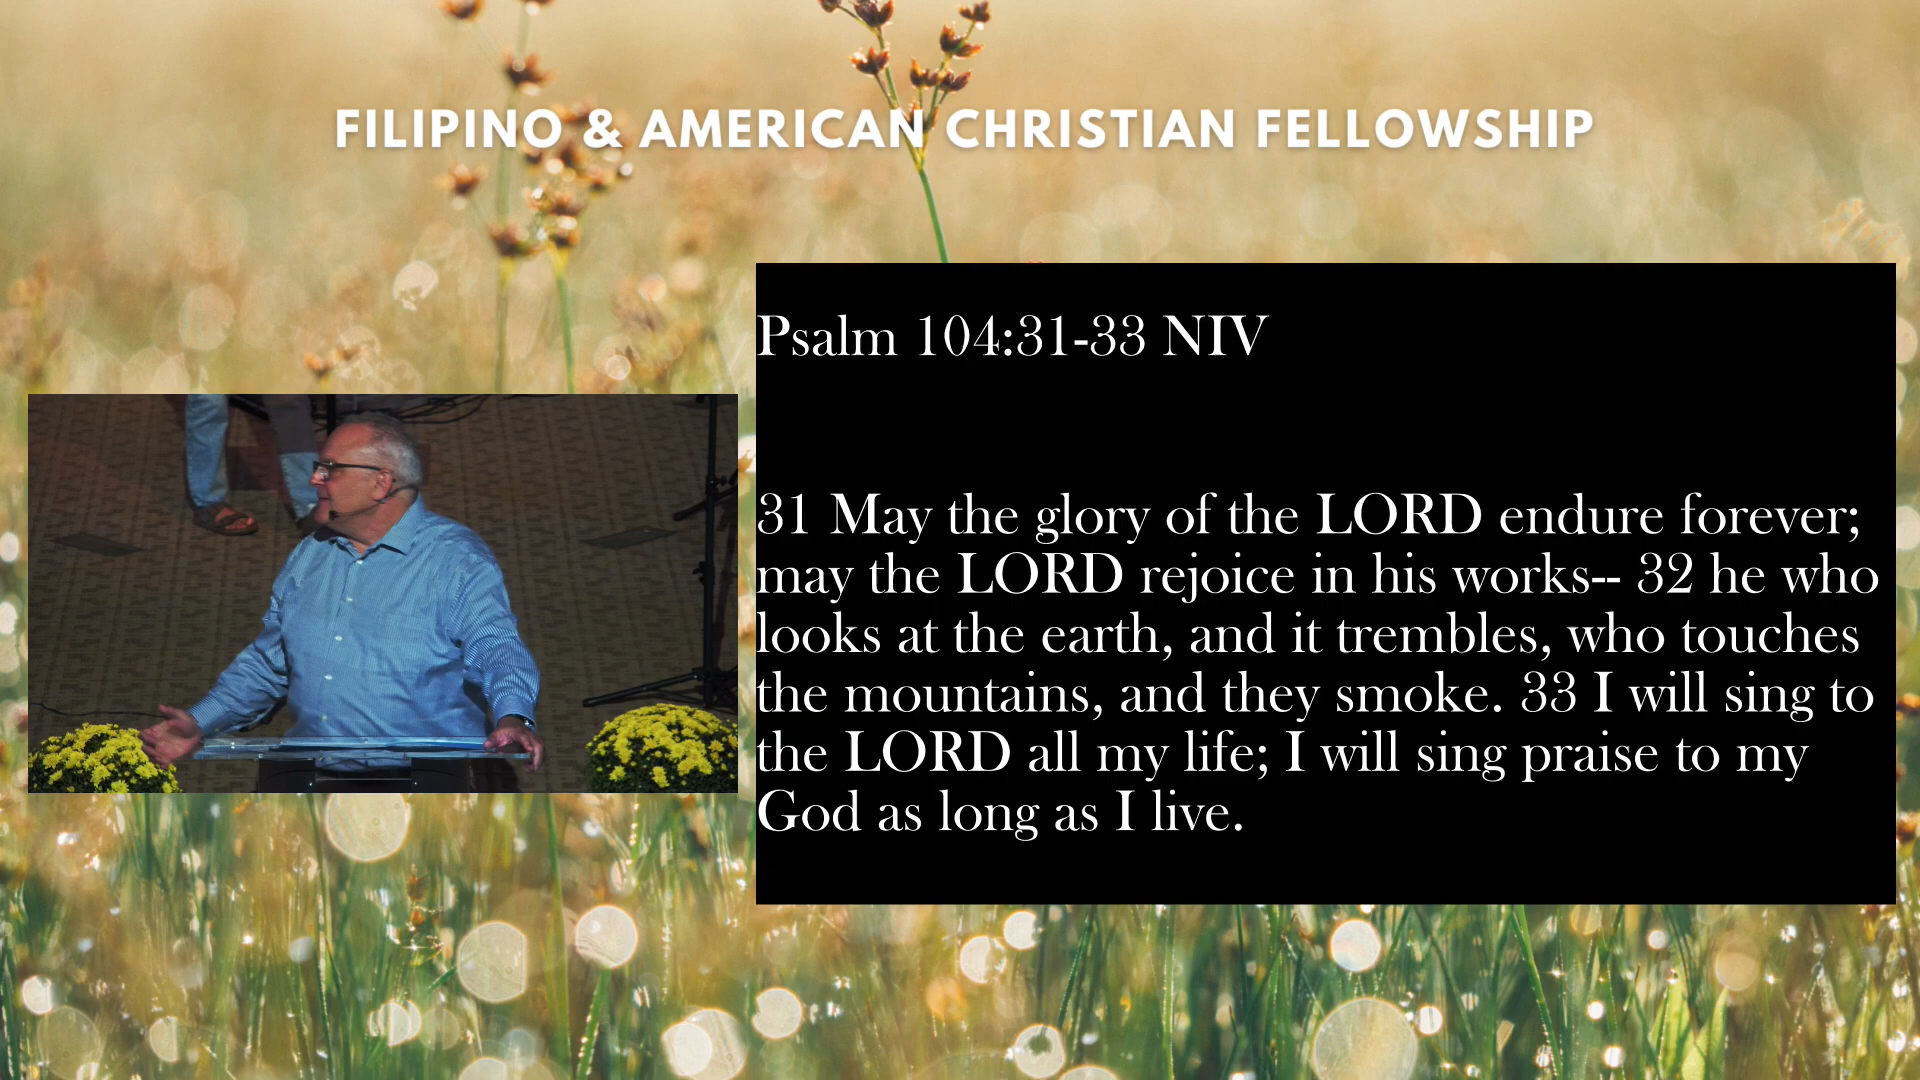 FILIPINO & AMERICAN CHRISTIAN FELLOWSHIP
Psalm 104:31-33 NIV
31 May the glory of the LORD endure forever;
may the LORD rejoice in his works-- 32 he who
looks at the earth, and it trembles, who touches
the mountains, and they smoke. 33 I will sing to
the LORD all my life; I will sing praise to my
God as long as I live.